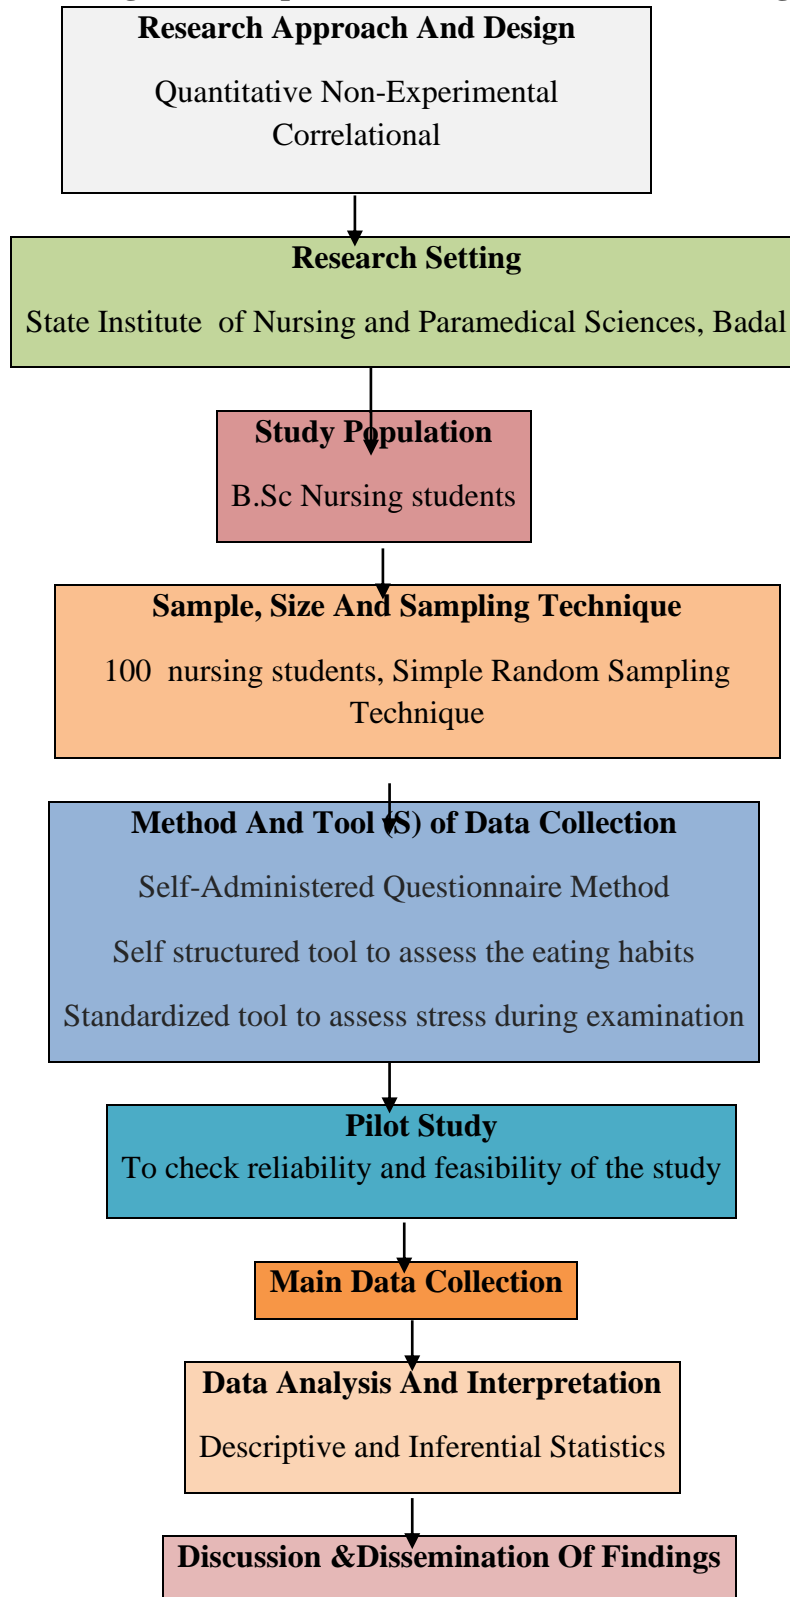 Research Approach And Design
Quantitative Non-Experimental
Correlational
Research Setting
State Institute of Nursing and Paramedical Sciences, Badal
Study Population
B.Sc Nursing students
Sample, Size And Sampling Technique
100 nursing students, Simple Random Sampling
Technique
Method And Tool (S) of Data Collection
Self-Administered Questionnaire Method
Self structured tool to assess the eating habits
Standardized tool to assess stress during examination
Pilot Study
To check reliability and feasibility of the study
Main Data Collection
Data Analysis And Interpretation
Descriptive and Inferential Statistics
Discussion &Dissemination Of Findings